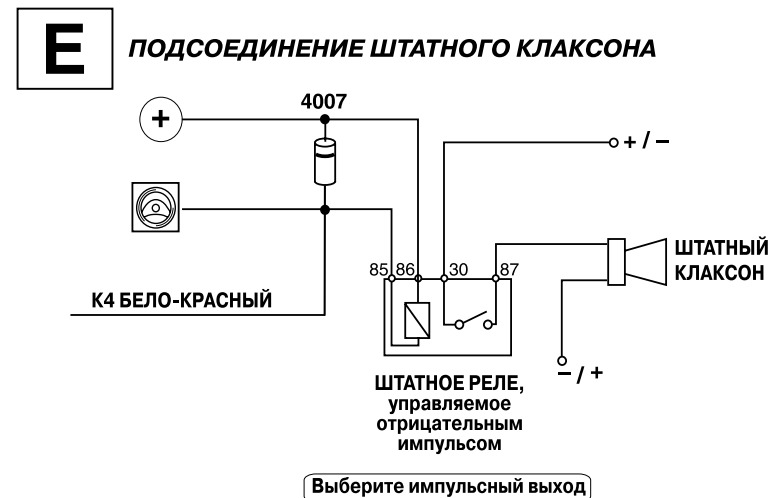 E
ПОДСОЕДИНЕНИЕ ШТАТНОГО КЛАКСОНА
4007
+
+ / –
85 86 30 87
ШТАТНЫЙ
КЛАКСОН
К4 БЕЛО-КРАСНЫЙ
– / +
ШТАТНОЕ РЕЛЕ,
управляемое
отрицательным
импульсом
Выберите импульсный выход